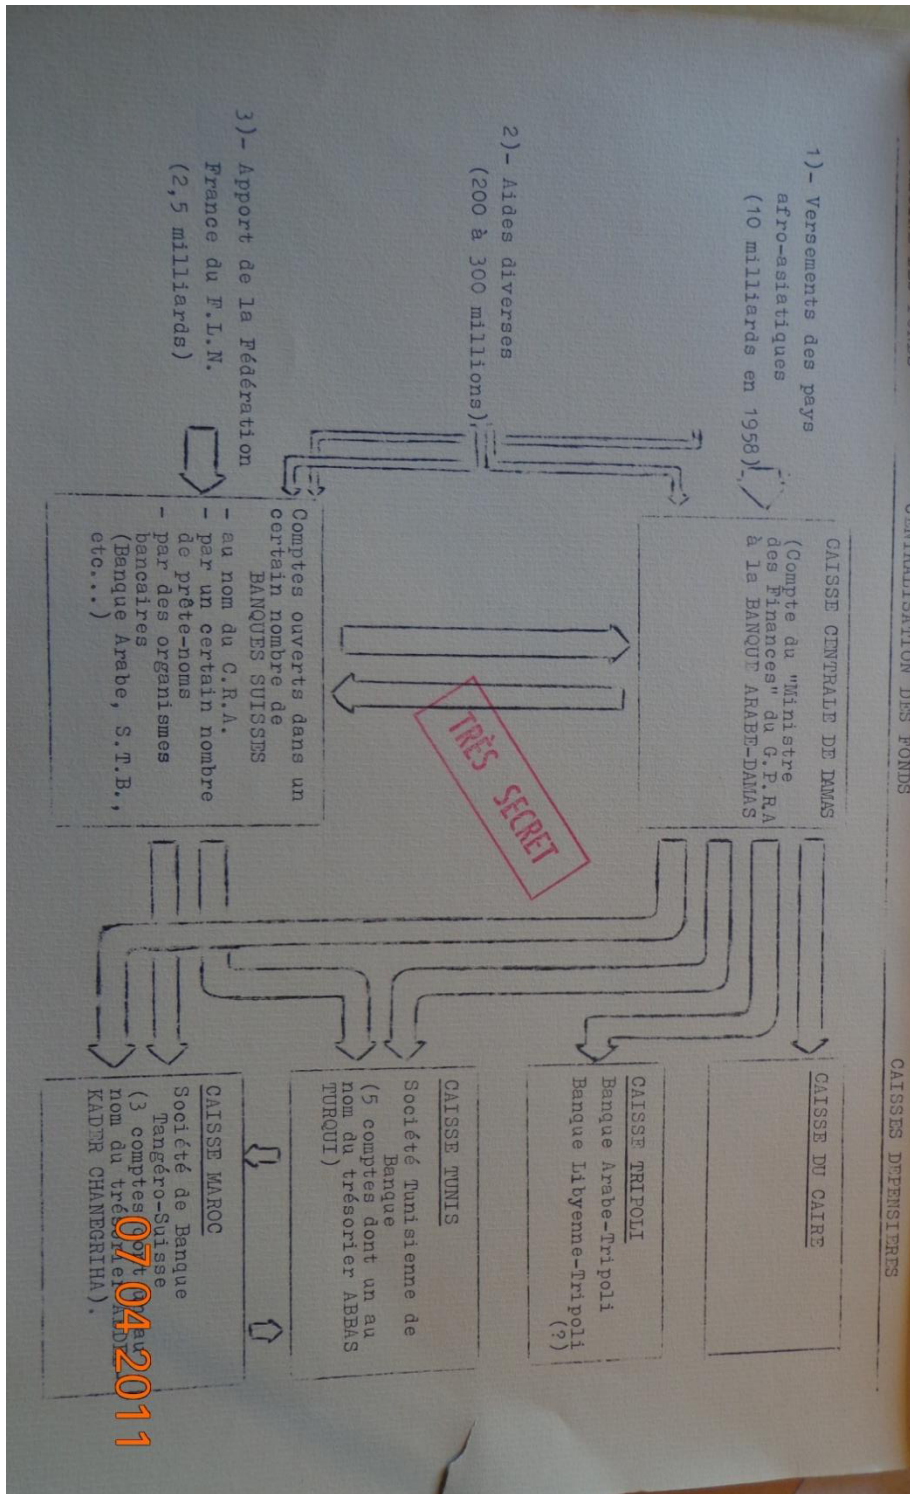 CENTRALISATION DES FONDS
CAISSES DEPENSIERES
1)- Versements des pays
afro-asiatiques
(10 milliards en 1958)
2)- Aides diverses
(200 à 300 millions)
3)- Apport de la Fédération
France du F.L.N.
(2,5 milliards)
CAISSE CENTRALE DE DAMAS
(Compte du "Ministre
des Finances" du G.P.R.A
à la BANQUE ARABE-DAMAS
Comptes ouverts dans un
certain nombre de
BANQUES SUISSES
- au nom du C.R.A.
- par un certain nombre
de prête-noms
- par des organismes
bancaires
(Banque Arabe, S.T.B.,
etc...)
TRÈS SECRET
CAISSE DU CAIRE
CAISSE TRIPOLI
Banque Arabe-Tripoli
Banque Libyenne-Tripoli
(?)
CAISSE TUNIS
Société Tunisienne de
Banque
(5 comptes dont un au
nom du trésorier ABBAS
TURQUI)
CAISSE MAROC
Société de Banque
Tangéro-Suisse
(3 comptes dont un au
nom du trésorier ABDEL
KADER CHANEGRIHA).
07 04 2011